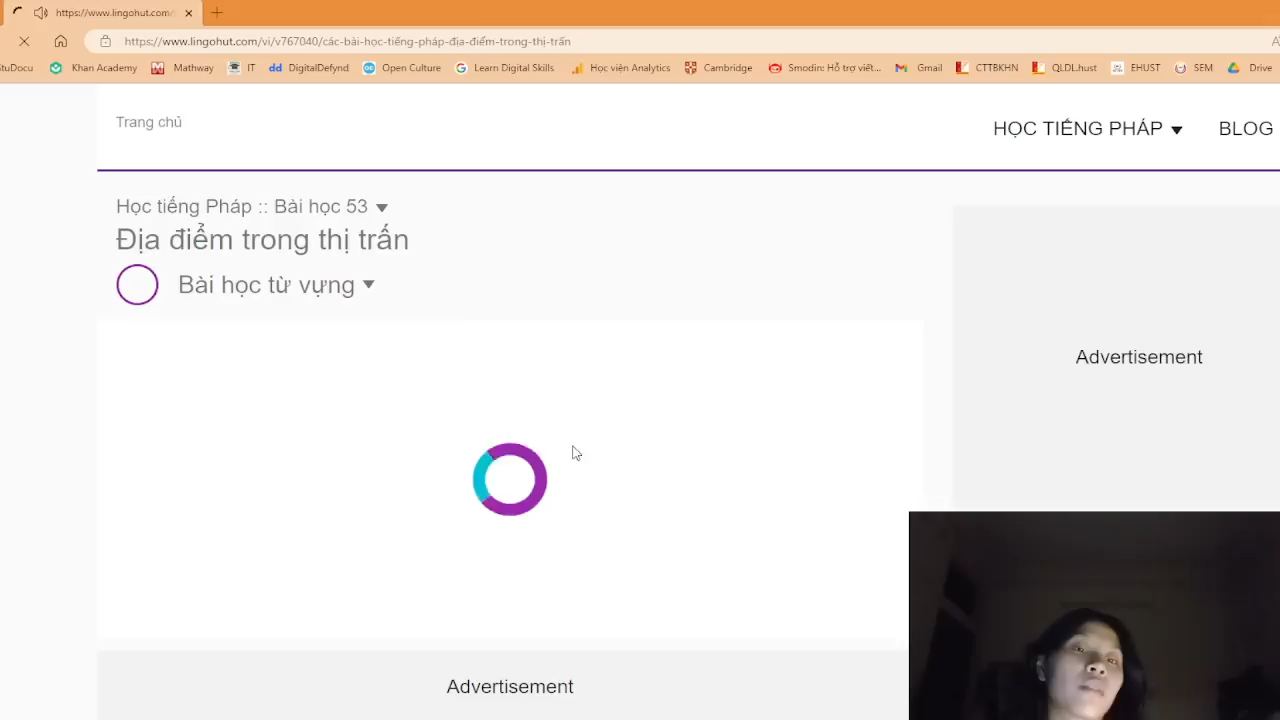 https://www.lingohut.com/
https://www.lingohut.com/vi/v767040/các-bài-học-tiếng-pháp-địa-điểm-trong-thị-trấn
tuDocu Khan Academy Mathway IT DigitalDefynd Open Culture Learn Digital Skills Học viện Analytics Cambridge Smodin: Hỗ trợ viết... Gmail CTTBKHN QLDL.hust EHUST SEM Drive
Trang chủ
HỌC TIẾNG PHÁP BLOG
Học tiếng Pháp :: Bài học 53
Địa điểm trong thị trấn
Bài học từ vựng
Advertisement
Advertisement